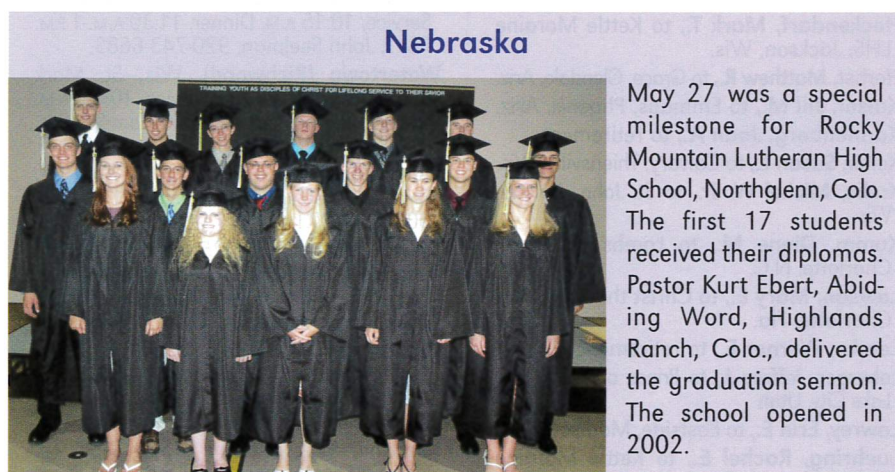 Nebraska
TRAINING YOUTH AS DISCIPLES OF CHRIST FOR LIFELONG SERVICE TO THEIR SAVIOR
May 27 was a special
milestone for Rocky
Mountain Lutheran High
School, Northglenn, Colo.
The first 17 students
received their diplomas.
Pastor Kurt Ebert, Abid-
ing Word, Highlands
Ranch, Colo., delivered
the graduation sermon.
The school opened in
2002.